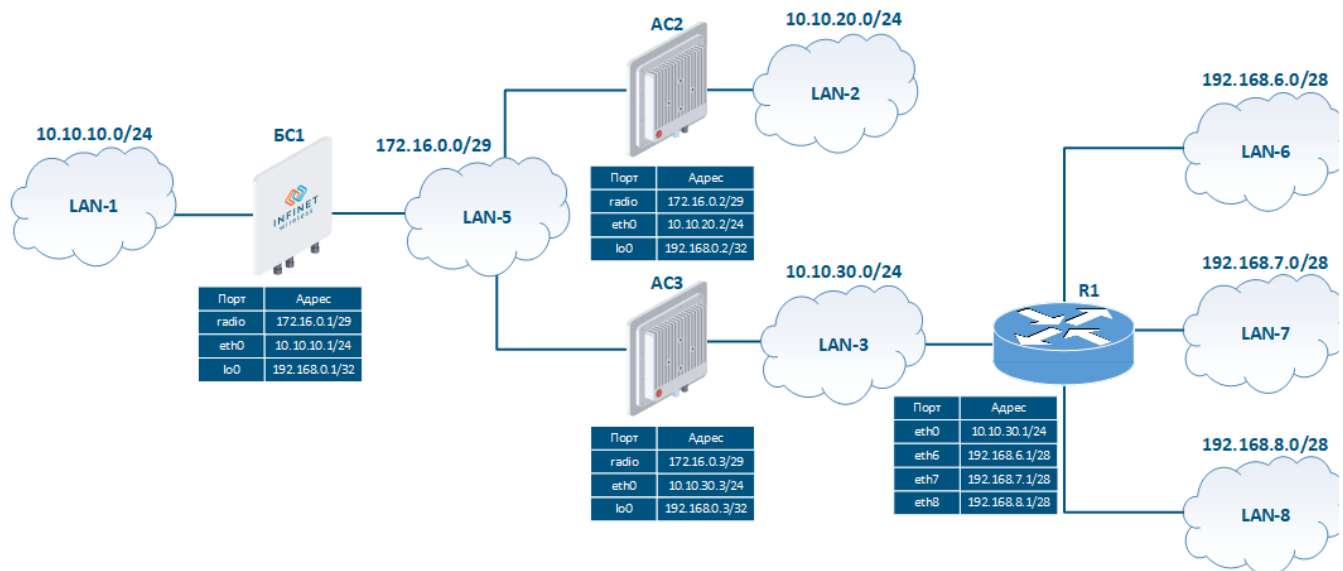 10.10.10.0/24
LAN-1
БС1
INFINET
wireless
Порт Адрес
radio 172.16.0.1/29
eth0 10.10.10.1/24
lo0 192.168.0.1/32
172.16.0.0/29
LAN-5
АС2
Порт Адрес
radio 172.16.0.2/29
eth0 10.10.20.2/24
lo0 192.168.0.2/32
10.10.20.0/24
LAN-2
АС3
Порт Адрес
radio 172.16.0.3/29
eth0 10.10.30.3/24
lo0 192.168.0.3/32
10.10.30.0/24
LAN-3
R1
Порт Адрес
eth0 10.10.30.1/24
eth6 192.168.6.1/28
eth7 192.168.7.1/28
eth8 192.168.8.1/28
192.168.6.0/28
LAN-6
192.168.7.0/28
LAN-7
192.168.8.0/28
LAN-8